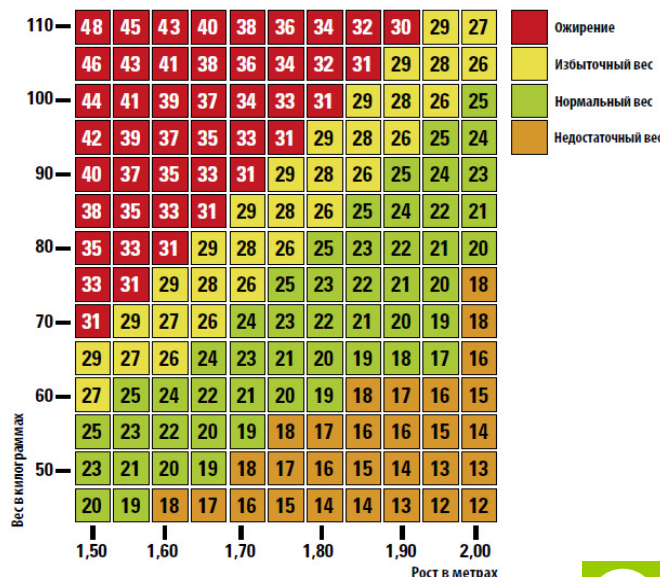 110 48 45 43 40 38 36 34 32 30 29 27
46 43 41 38 36 34 32 31 29 28 26
100 44 41 39 37 34 33 31 29 28 26 25
42 39 37 35 33 31 29 28 26 25 24
90 40 37 35 33 31 29 28 26 25 24 23
38 35 33 31 29 28 26 25 24 22 21
80 35 33 31 29 28 26 25 23 22 21 20
33 31 29 28 26 25 23 22 21 20 18
70 31 29 27 26 24 23 22 21 20 19 18
29 27 26 24 23 21 20 19 18 17 16
60 27 25 24 22 21 20 19 18 17 16 15
25 23 22 20 19 18 17 16 16 15 14
50 23 21 20 19 18 17 16 15 14 13 13
20 19 18 17 16 15 14 14 13 12 12
1,50 1,60 1,70 1,80 1,90 2,00
Рост в метрах
Вес в килограммах
Ожирение
Избыточный вес
Нормальный вес
Недостаточный вес